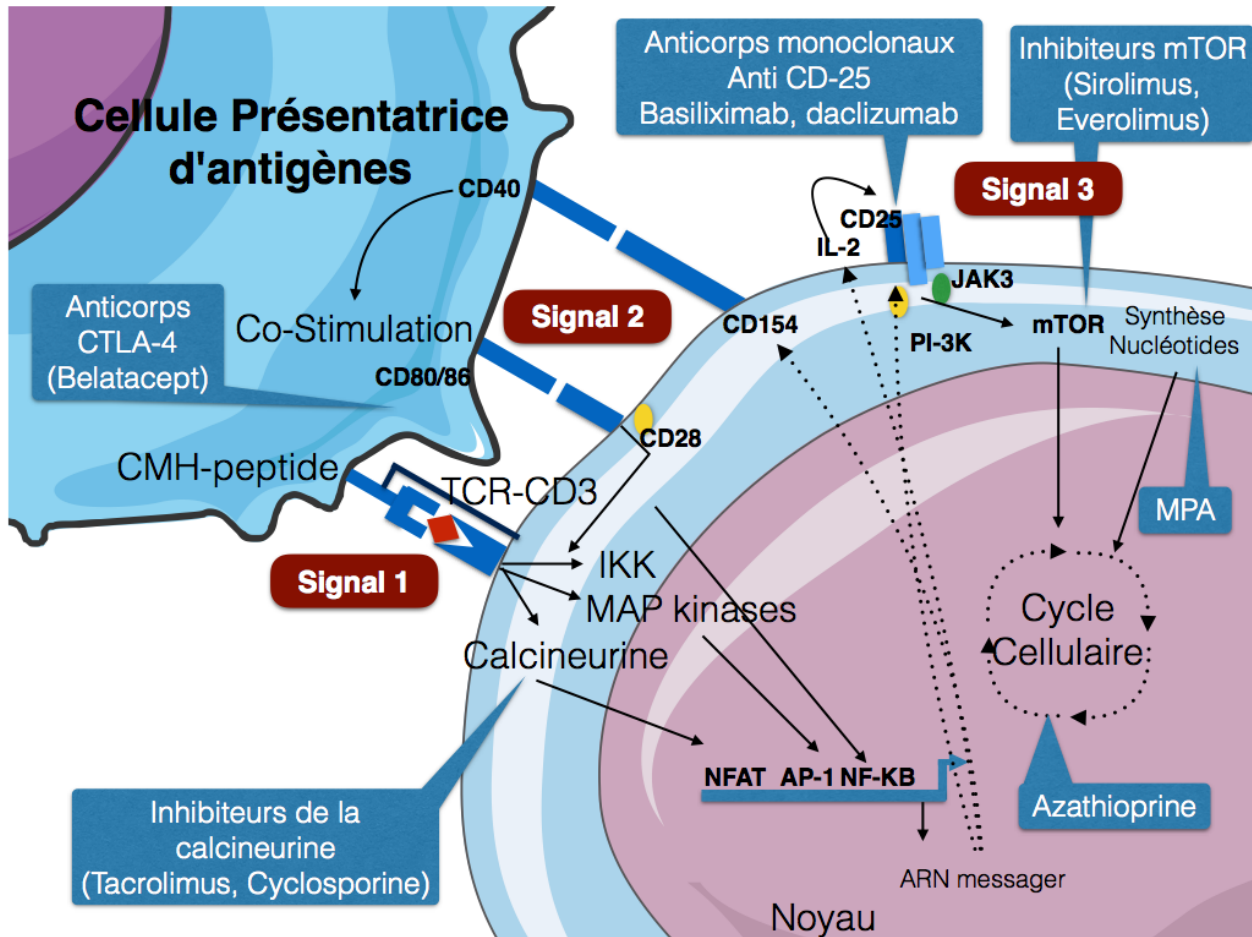 Cellule Présentatrice
d'antigènes
CD40
Anticorps monoclonaux
Anti CD-25
Basiliximab, daclizumab
Inhibiteurs mTOR
(Sirolimus,
Everolimus)
Signal 3
CD25
IL-2
JAK3
Anticorps
CTLA-4
(Belatacept)
Co-Stimulation
Signal 2
CD80/86
CD154
PI-3K
mTOR
Synthèse
Nucléotides
CD28
CMH-peptide
TCR-CD3
MPA
Signal 1
IKK
MAP kinases
Calcineurine
Cycle
Cellulaire
NFAT AP-1 NF-KB
Azathioprine
Inhibiteurs de la
calcineurine
(Tacrolimus, Cyclosporine)
ARN messager
Noyau